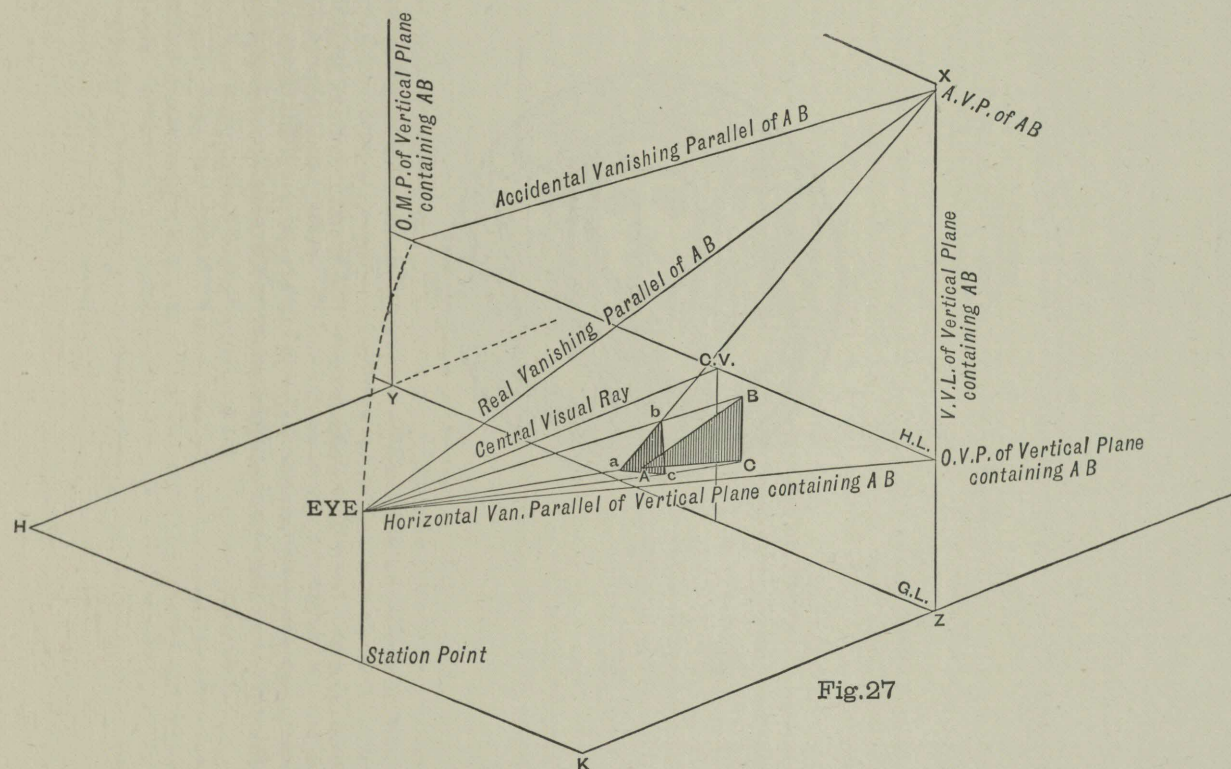 O.M.P. of Vertical Plane
containing AB
X
A.V.P. of AB
Accidental Vanishing Parallel of AB
Real Vanishing Parallel of AB
V.V.L. of Vertical Plane
containing AB
C.V.
Y
Central Visual Ray
b
B
H.L.
O.V.P. of Vertical Plane
containing AB
a
A
c
C
EYE
Horizontal Van. Parallel of Vertical Plane containing AB
H
G.L.
Z
Station Point
Fig.27
K